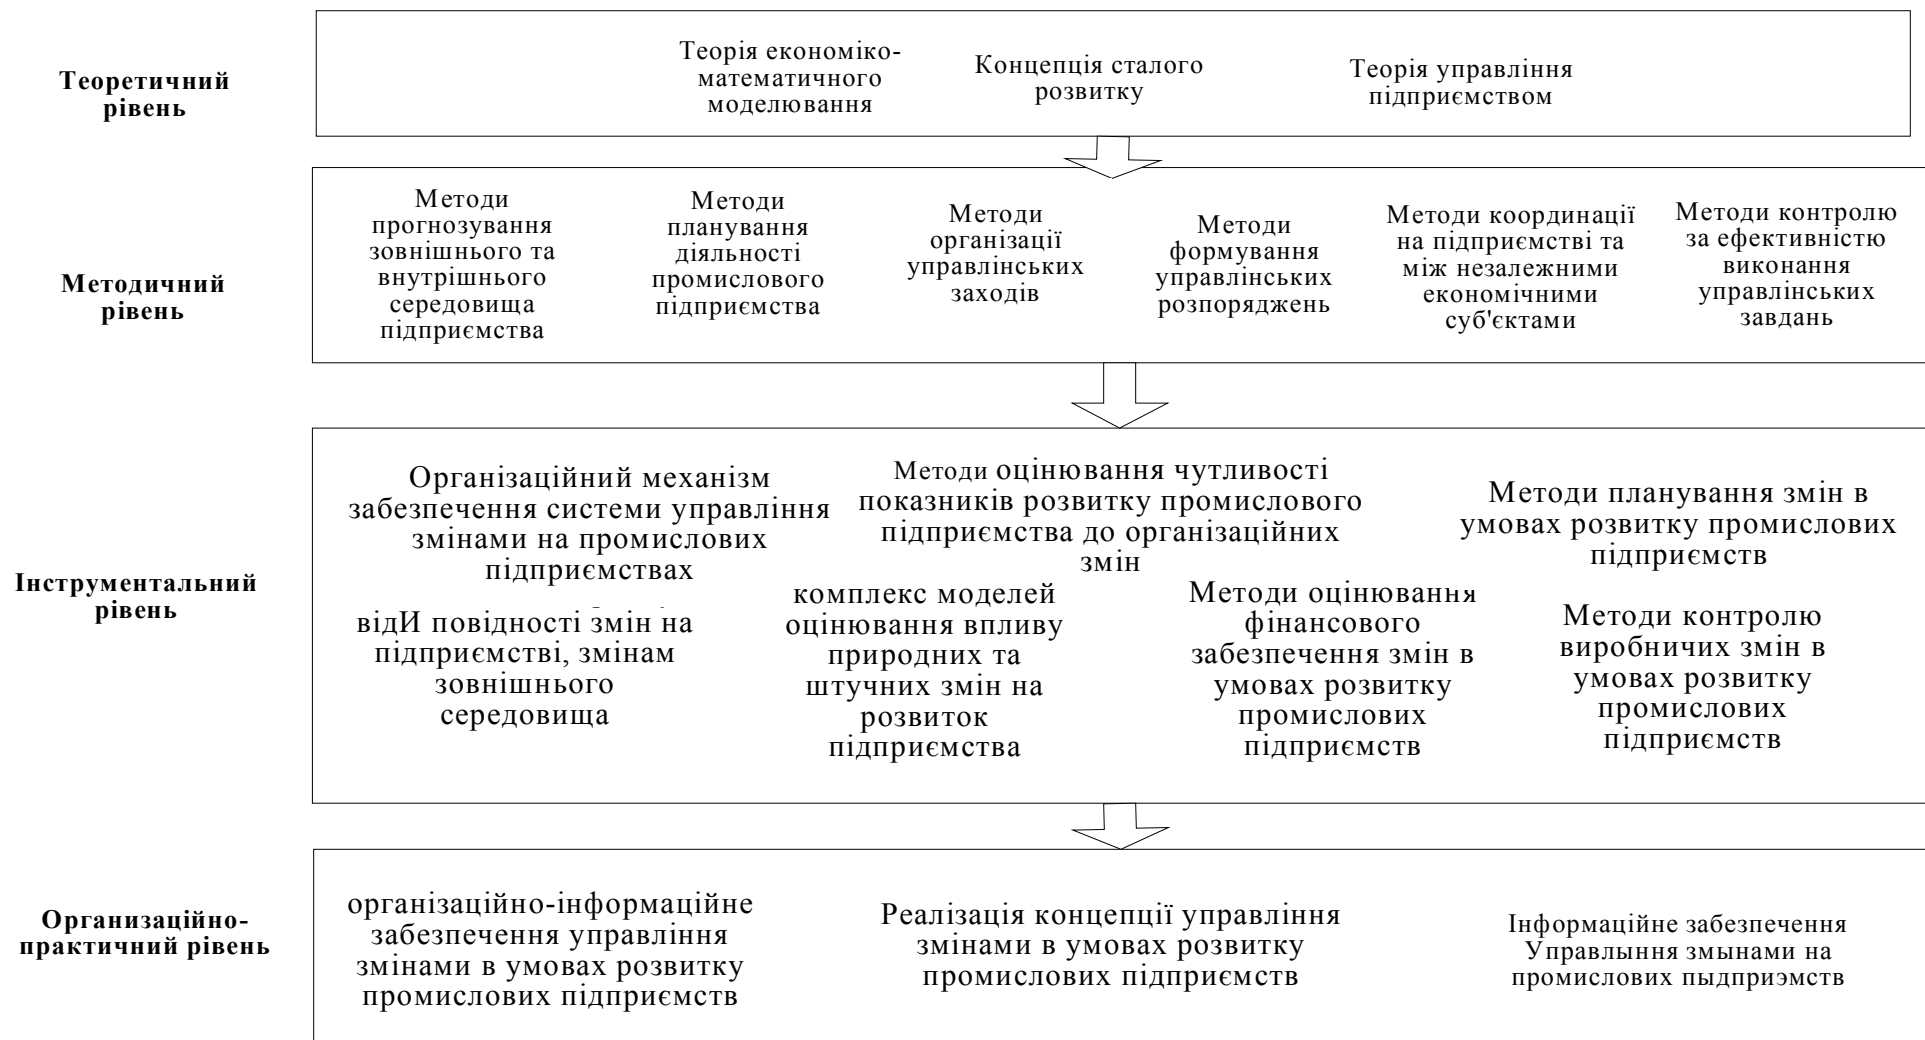 Теоретичний
рівень
Теорія економіко-
математичного
моделювання
Концепція сталого
розвитку
Теорія управління
підприємством
Методичний
рівень
Методи
прогнозування
зовнішнього та
внутрішнього
середовища
підприємства
Методи
планування
діяльності
промислового
підприємства
Методи
організації
управлінських
заходів
Методи
формування
управлінських
розпоряджень
Методи координації
на підприємстві та
між незалежними
економічними
суб'єктами
Методи контролю
за ефективністю
виконання
управлінських
завдань
Інструментальний
рівень
Організаційний механізм
забезпечення системи управління
змінами на промислових
підприємствах
Методи оцінювання чутливості
показників розвитку промислового
підприємства до організаційних
змін
Методи планування змін в
умовах розвитку промислових
підприємств
відИ повідності змін на
підприємстві, змінам
зовнішнього
середовища
комплекс моделей
оцінювання впливу
природних та
штучних змін на
розвиток
підприємства
Методи оцінювання
фінансового
забезпечення змін в
умовах розвитку
промислових
підприємств
Методи контролю
виробничих змін в
умовах розвитку
промислових
підприємств
Организаційно-
практичний рівень
організаційно-інформаційне
забезпечення управління
змінами в умовах розвитку
промислових підприємств
Реалізація концепції управління
змінами в умовах розвитку
промислових підприємств
Інформаційне забезпечення
Управлыння змынами на
промислових пыдприэмств